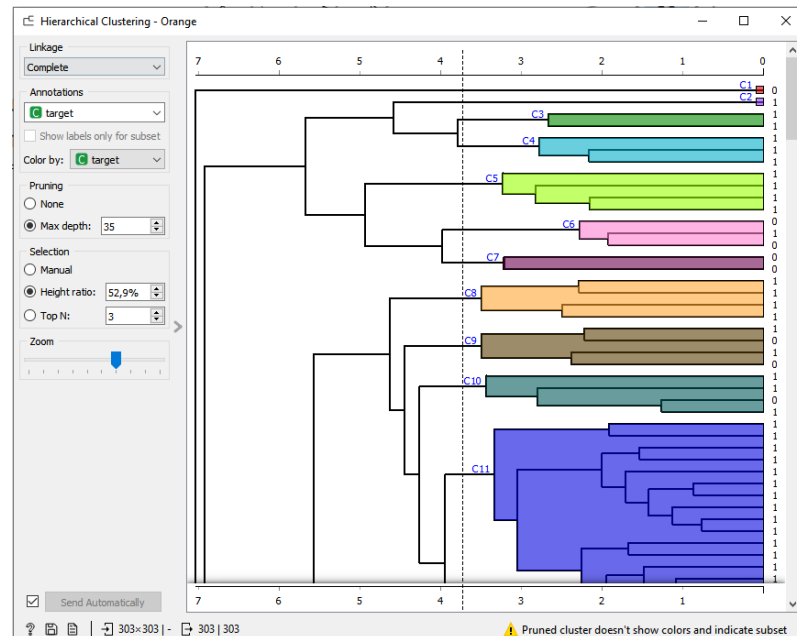 Hierarchical Clustering - Orange
Linkage
Complete
Annotations
C target
Show labels only for subset
Color by: C target
Pruning
None
Max depth: 35
Selection
Manual
Height ratio: 52,9%
Top N: 3
Zoom
Send Automatically
? 303×303 | - 303 | 303
7 6 5 4 3 2 1 0
C1 0
C2 1
C3 1
1
C4 1
1
1
C5 1
1
1
1
C6 0
1
0
C7 0
0
C8 1
1
1
1
C9 1
0
1
0
C10 1
1
0
1
C11 1
1
1
1
1
1
1
1
1
1
1
1
1
1
7 6 5 4 3 2 1 0
Pruned cluster doesn't show colors and indicate subset